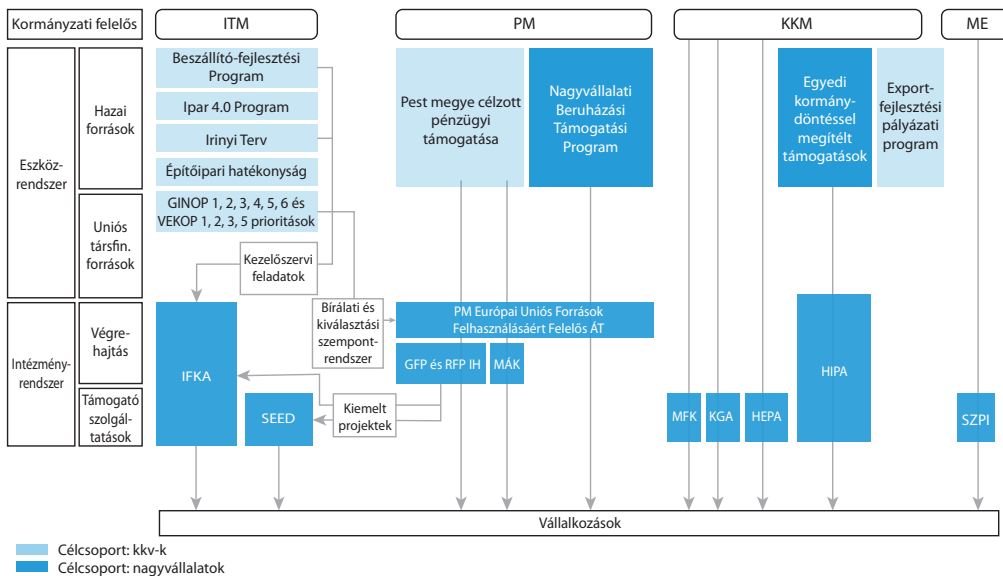 Kormányzati felelős
ITM
PM
KKM
ME
Eszköz-
rendszer
Hazai
források
Uniós
társfin.
források
Beszállító-fejlesztési
Program
Ipar 4.0 Program
Irinyi Terv
Építőipari hatékonyság
GINOP 1, 2, 3, 4, 5, 6 és
VEKOP 1, 2, 3, 5 prioritások
Pest megye célzott
pénzügyi
támogatása
Nagyvállalati
Beruházási
Támogatási
Program
Egyedi
kormány-
döntéssel
megítélt
támogatások
Export-
fejlesztési
pályázati
program
Kezelőszervi
feladatok
Intézmény-
rendszer
Végre-
hajtás
Támogató
szolgál-
tatások
IFKA
SEED
Bírálati és
kiválasztási
szempont-
rendszer
PM Európai Uniós Források
Felhasználásáért Felelős ÁT
GFP és RFP IH
MÁK
Kiemelt
projektek
MFK
KGA
HEPA
HIPA
SZPI
Vállalkozások
Célcsoport: kkv-k
Célcsoport: nagyvállalatok